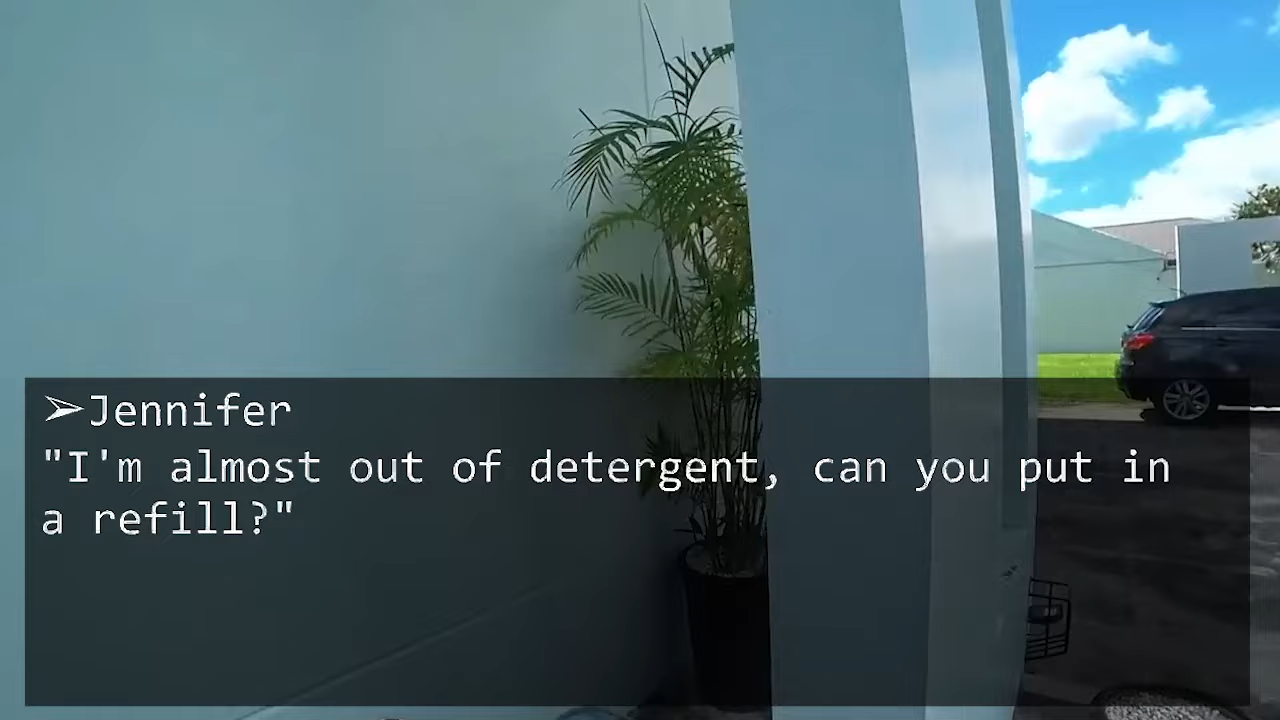 ➢Jennifer
"I'm almost out of detergent, can you put in
a refill?"